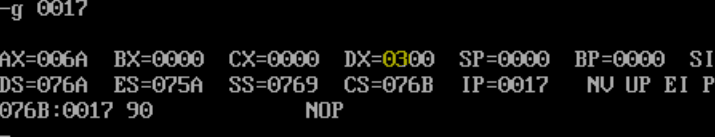 -g 0017
AX=006A BX=0000 CX=0000 DX=0300 SP=0000 BP=0000 SI
DS=076A ES=075A SS=0769 CS=076B IP=0017 NV UP EI P
076B:0017 90 NOP